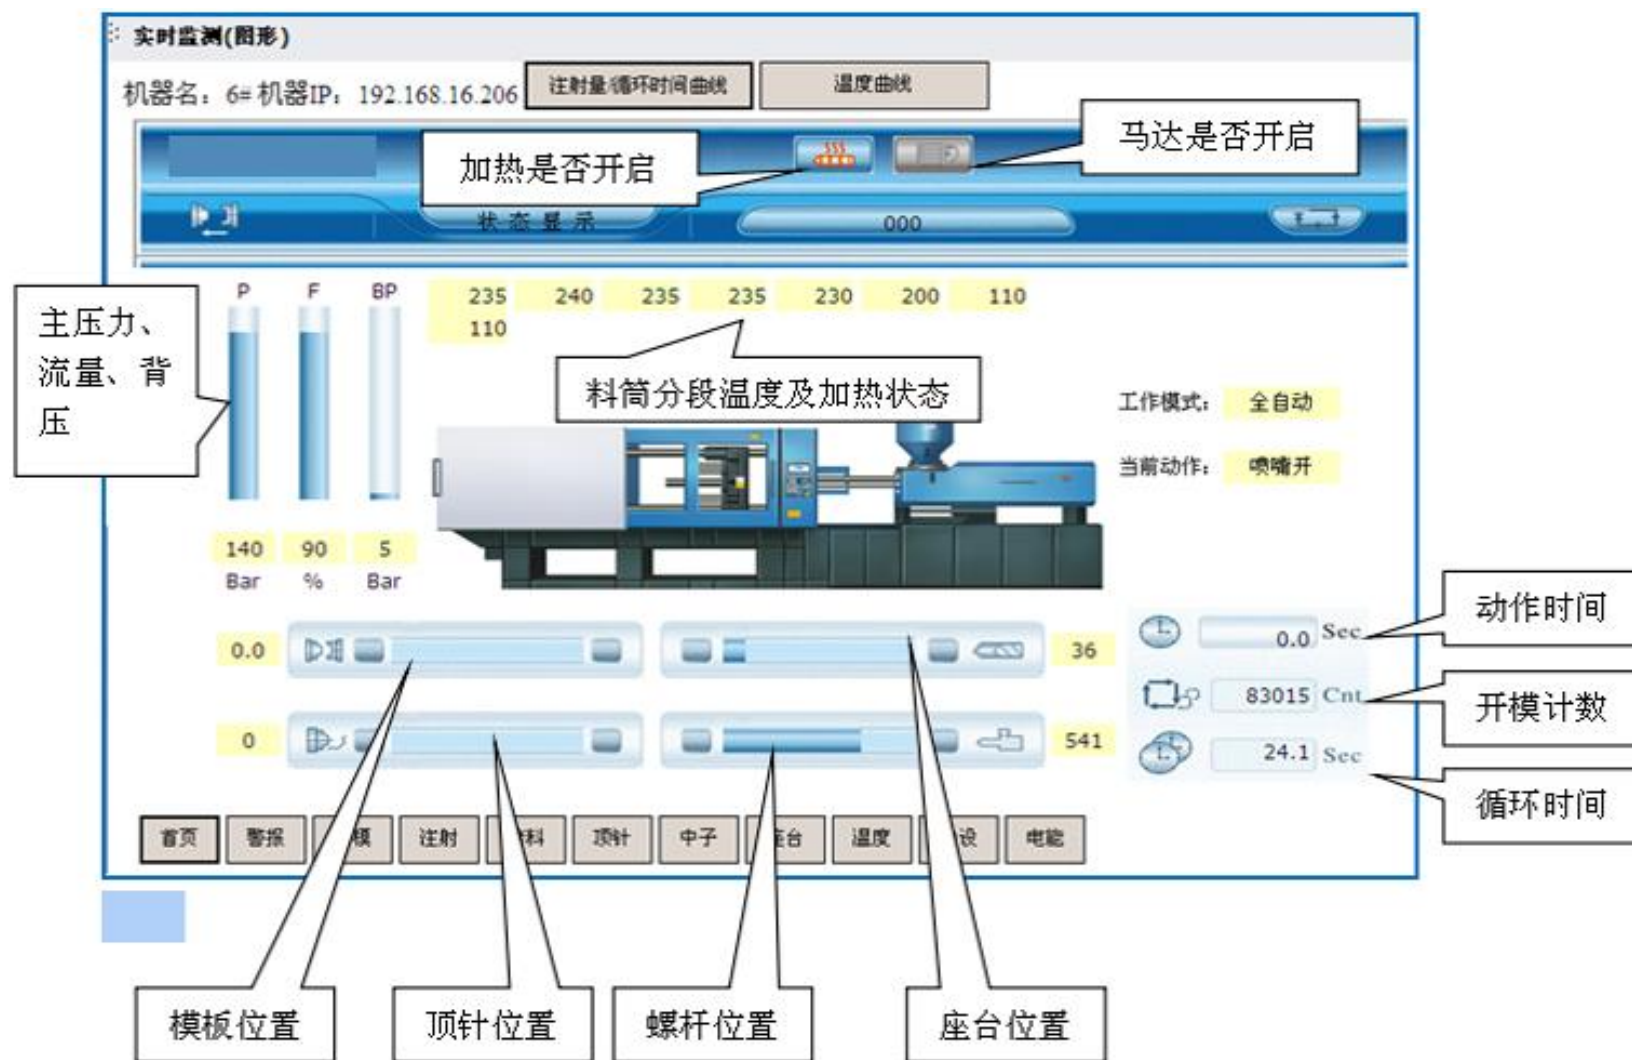 实时监测(图形)
机器名：6# 机器IP：192.168.16.206
注射量/循环时间曲线
温度曲线
加热是否开启
马达是否开启
状态显示
000
主压力、
流量、背
压
P F BP
235 240 235 235 230 200 110
110
料筒分段温度及加热状态
工作模式： 全自动
当前动作： 喷嘴开
140 90 5
Bar % Bar
0.0
36
0.0 Sec
动作时间
83015 Cnt
开模计数
0
541
24.1 Sec
循环时间
首页 警报 模 注射 料 顶针 中子 台 温度 设 电能
模板位置
顶针位置
螺杆位置
座台位置